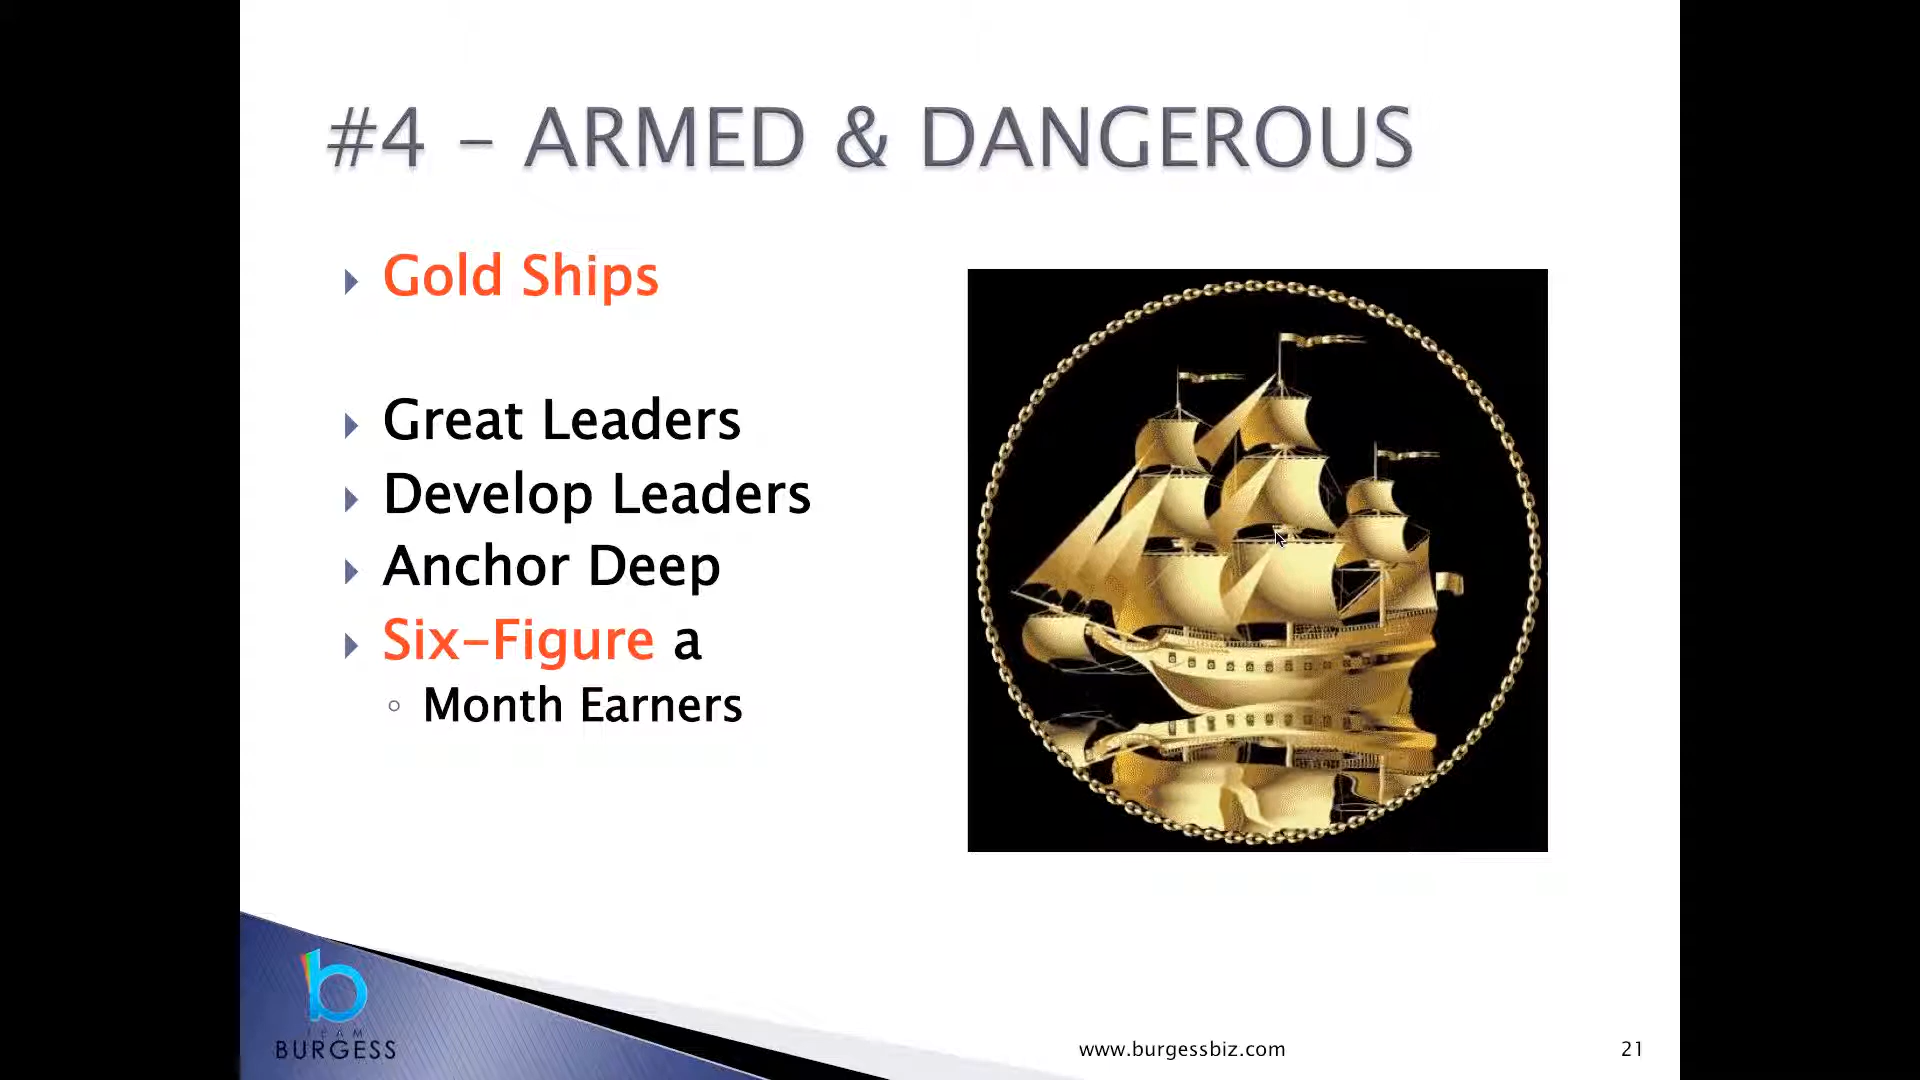 #4 – ARMED & DANGEROUS
Gold Ships
Great Leaders
Develop Leaders
Anchor Deep
Six-Figure a
Month Earners
b
TEAM
BURGESS
www.burgessbiz.com
21